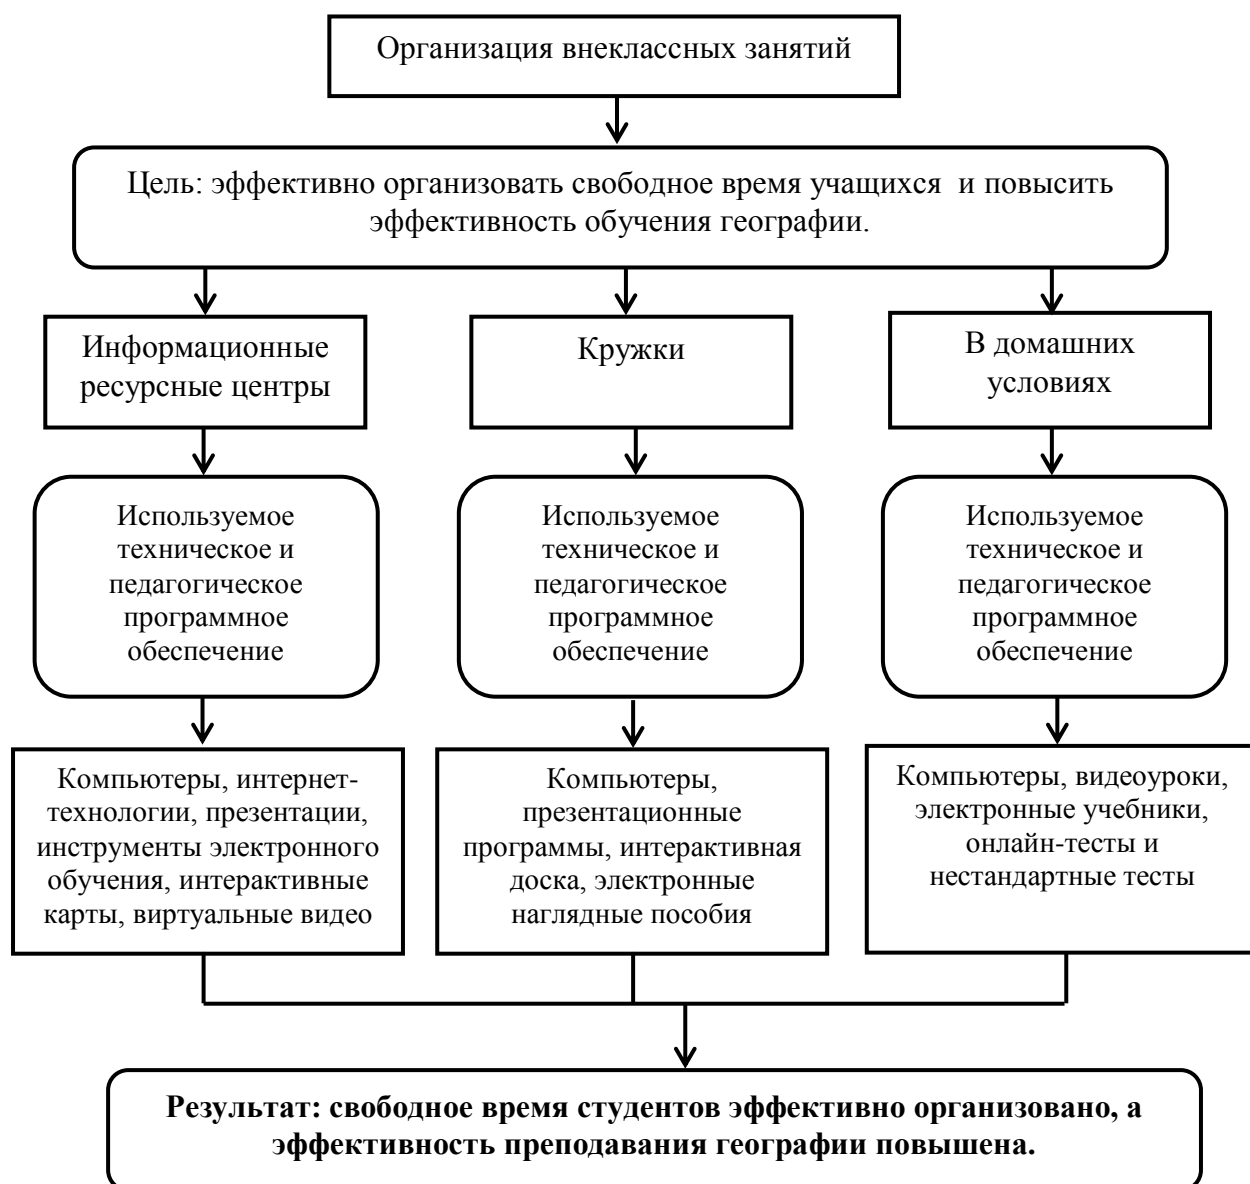 Организация внеклассных занятий
Цель: эффективно организовать свободное время учащихся и повысить
эффективность обучения географии.
Информационные
ресурсные центры
Кружки
В домашних
условиях
Используемое
техническое и
педагогическое
программное
обеспечение
Используемое
техническое и
педагогическое
программное
обеспечение
Используемое
техническое и
педагогическое
программное
обеспечение
Компьютеры, интернет-
технологии, презентации,
инструменты электронного
обучения, интерактивные
карты, виртуальные видео
Компьютеры,
презентационные
программы, интерактивная
доска, электронные
наглядные пособия
Компьютеры, видеоуроки,
электронные учебники,
онлайн-тесты и
нестандартные тесты
Результат: свободное время студентов эффективно организовано, а
эффективность преподавания географии повышена.